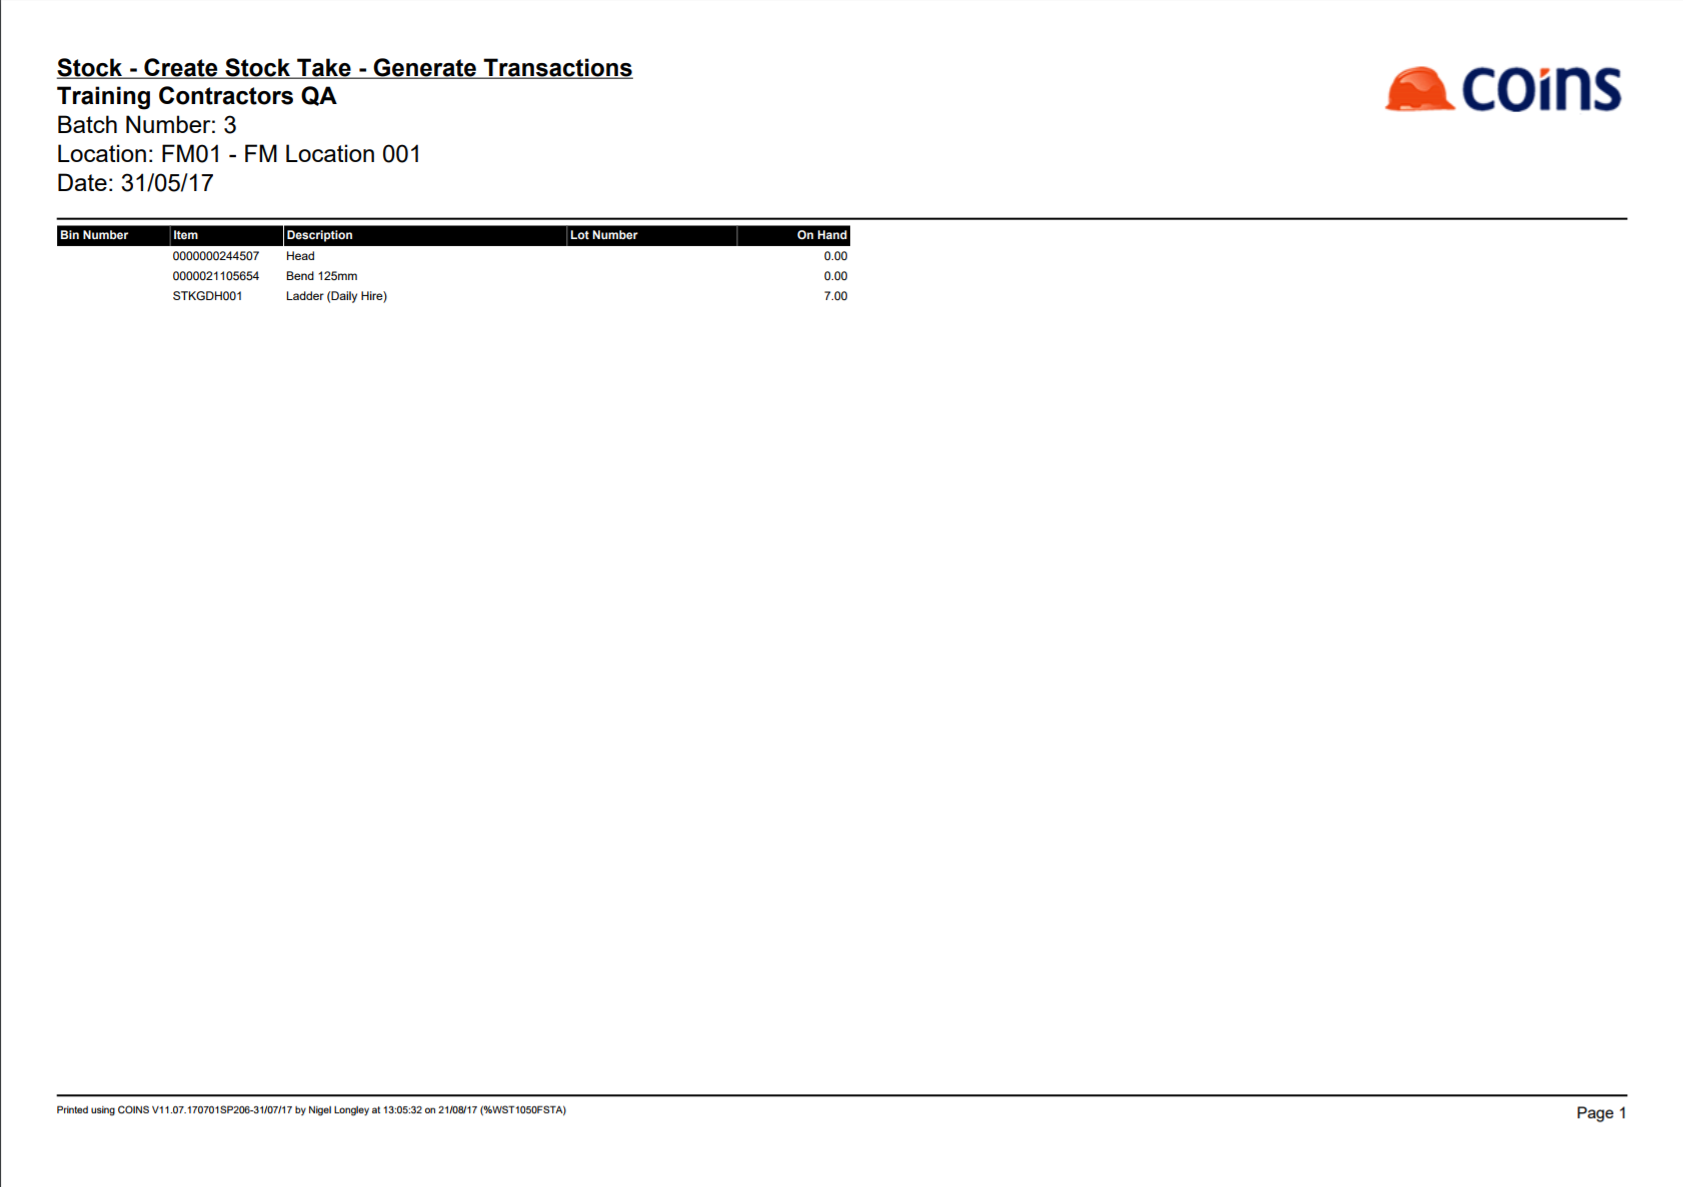 Stock - Create Stock Take - Generate Transactions
coins
Training Contractors QA
Batch Number: 3
Location: FM01 - FM Location 001
Date: 31/05/17
Bin Number Item Description Lot Number On Hand
0000000244507 Head 0.00
0000021105654 Bend 125mm 0.00
STKGDH001 Ladder (Daily Hire) 7.00
Printed using COINS V11.07.170701SP206-31/07/17 by Nigel Longley at 13:05:32 on 21/08/17 (%WST1050FSTA)
Page 1